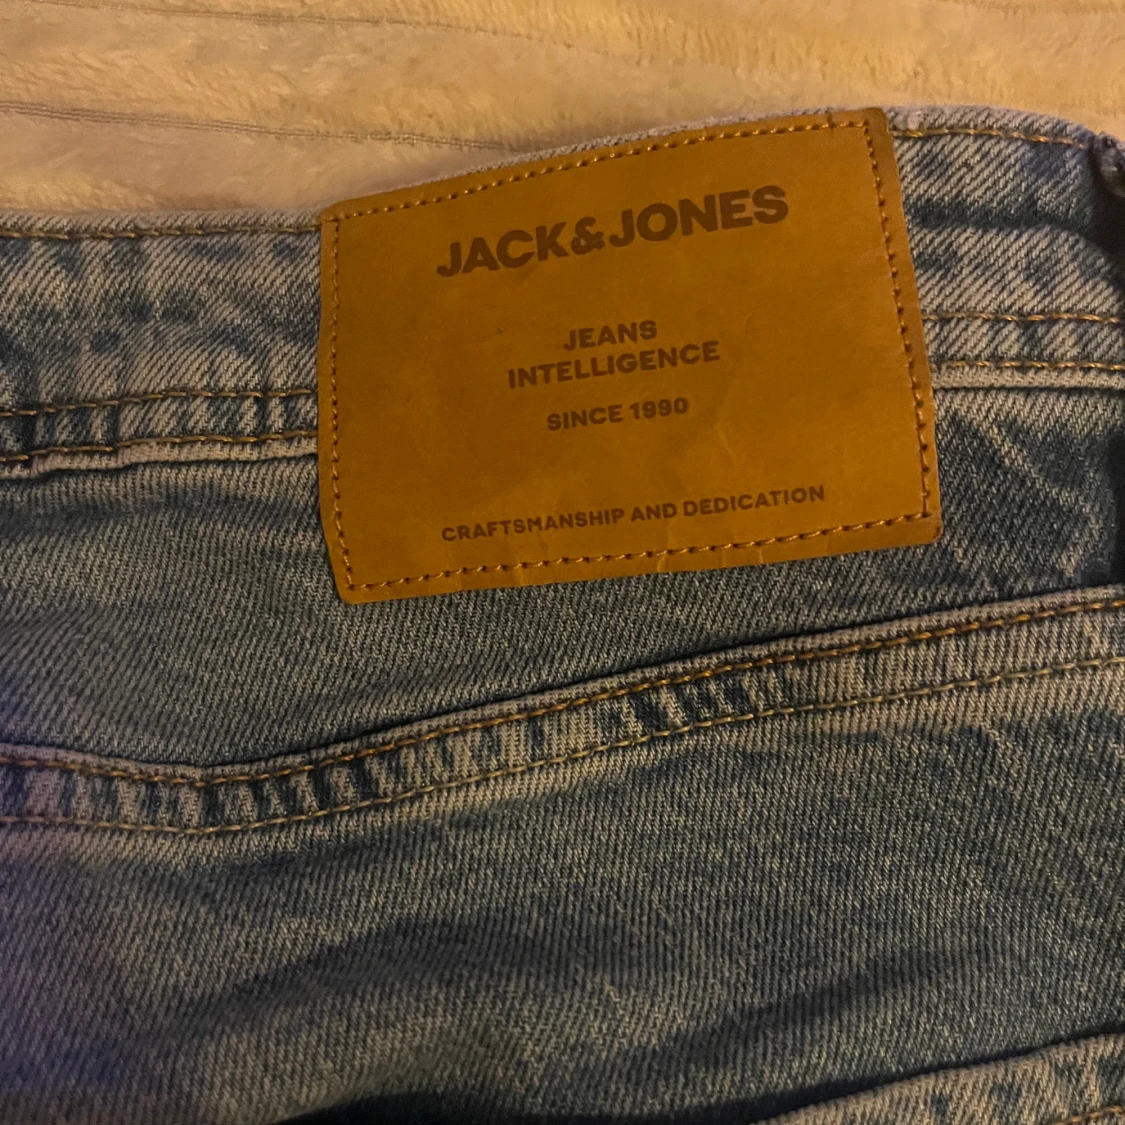 JACK&JONES
JEANS
INTELLIGENCE
SINCE 1990
CRAFTSMANSHIP AND DEDICATION